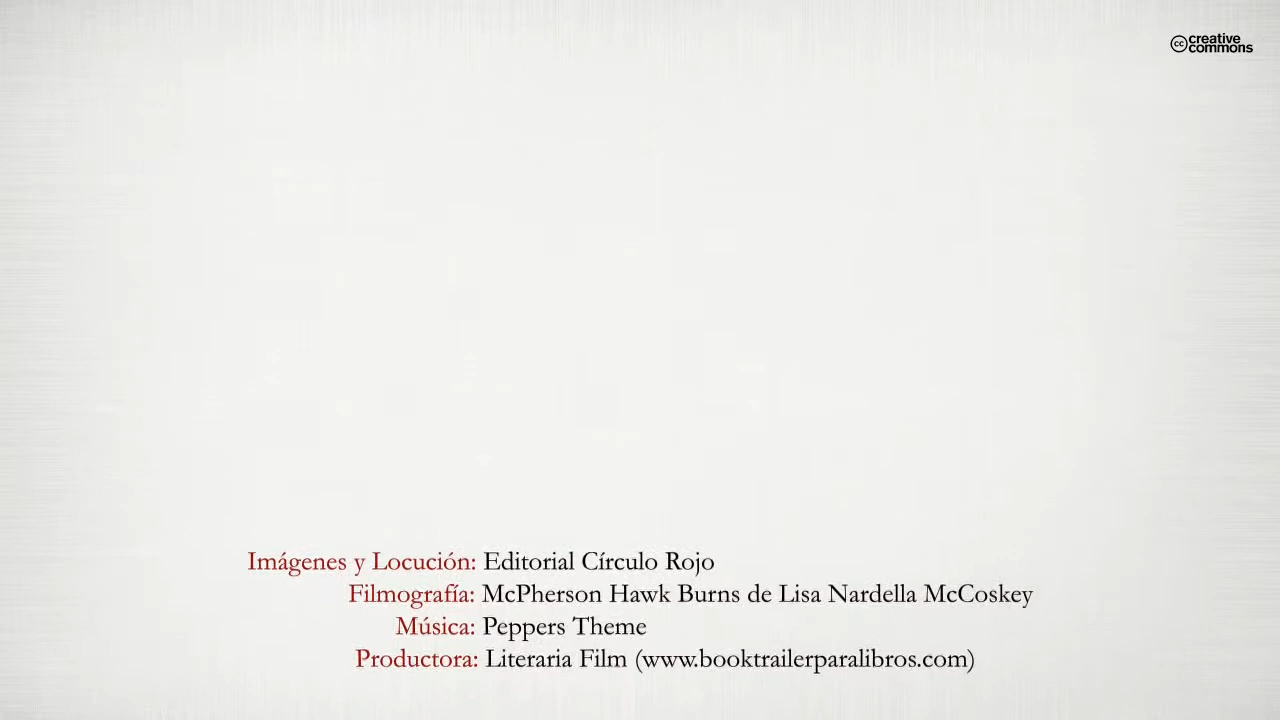 cc creative
commons
Imágenes y Locución: Editorial Círculo Rojo
Filmografía: McPherson Hawk Burns de Lisa Nardella McCoskey
Música: Peppers Theme
Productora: Literaria Film (www.booktrailerparalibros.com)